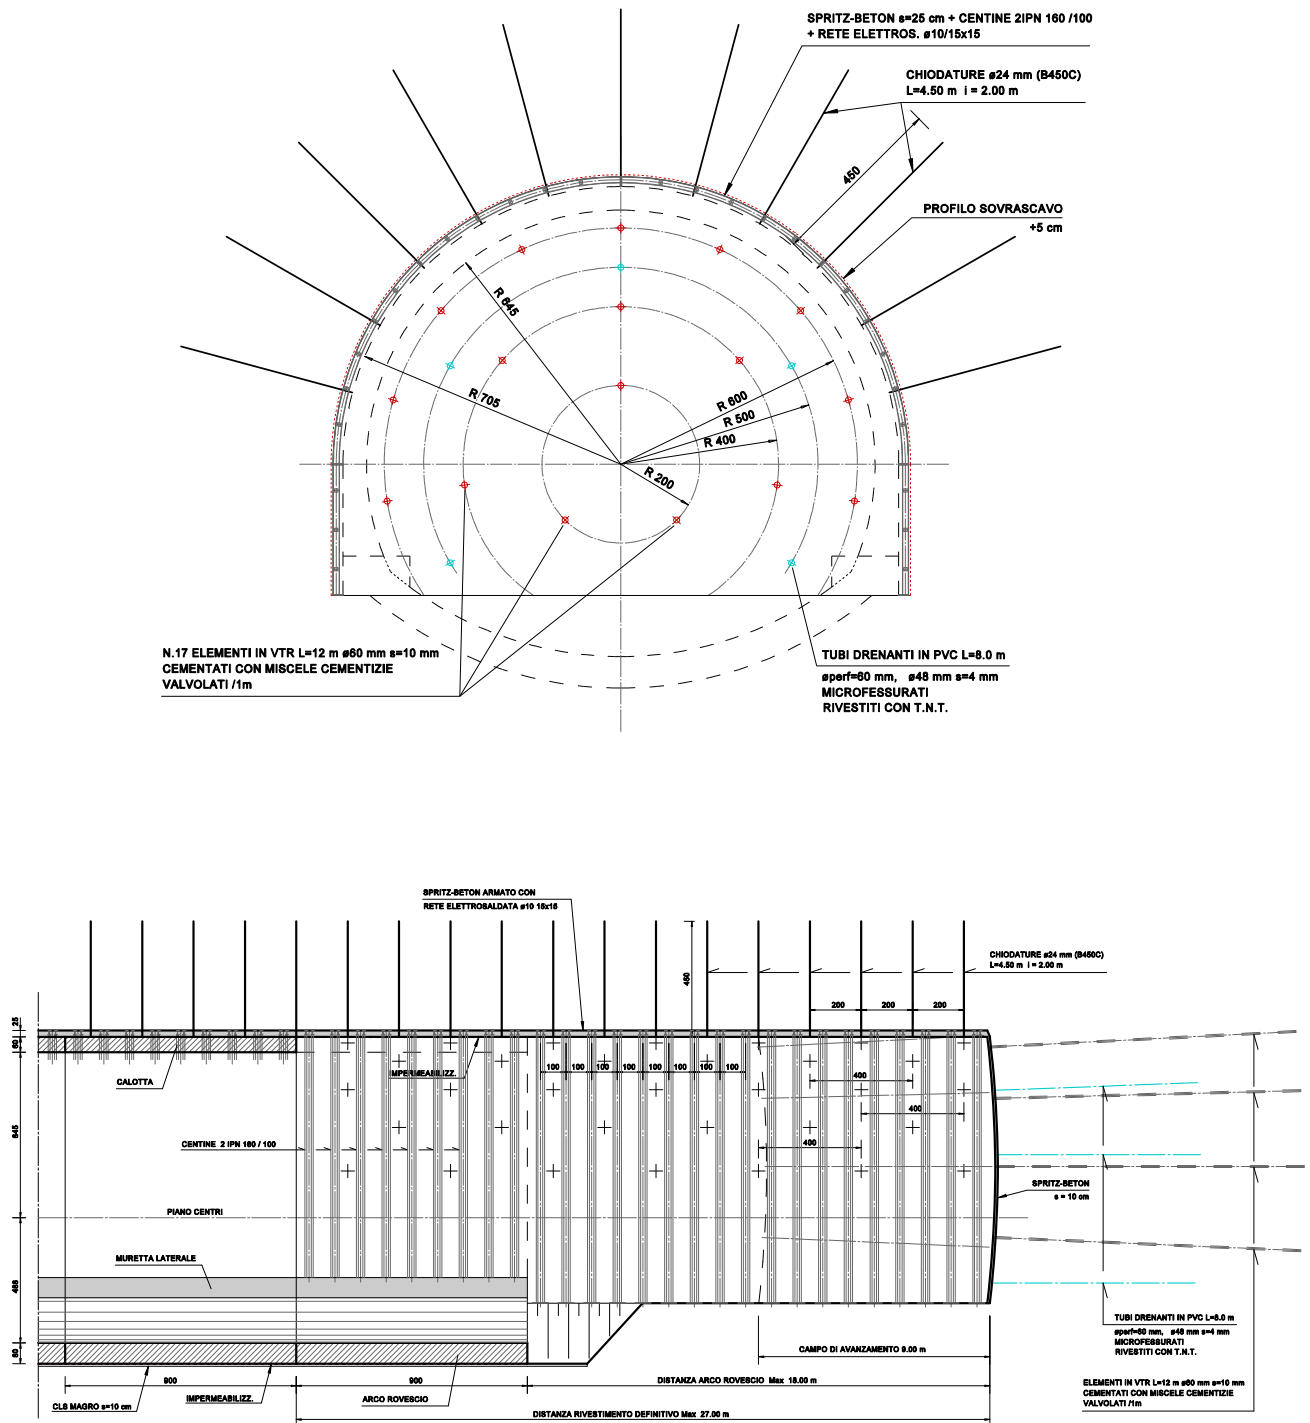 SPRITZ-BETON s=25 cm + CENTINE 2IPN 160 /100
+ RETE ELETTROS. ø10/15x15
CHIODATURE ø24 mm (B450C)
L=4.50 m i = 2.00 m
450
PROFILO SOVRASCAVO
+5 cm
R 645
R 705
R 600
R 500
R 400
R 200
N.17 ELEMENTI IN VTR L=12 m ø60 mm s=10 mm
CEMENTATI CON MISCELE CEMENTIZIE
VALVOLATI /1m
TUBI DRENANTI IN PVC L=8.0 m
øperf=60 mm, ø48 mm s=4 mm
MICROFESSURATI
RIVESTITI CON T.N.T.
SPRITZ-BETON ARMATO CON
RETE ELETTROSALDATA ø10 15x15
CHIODATURE ø24 mm (B450C)
L=4.50 m i = 2.00 m
450
200 200 200
25
60
IMPERMEABILIZZ.
100 100 100 100 100 100 100 100
CALOTTA
400
400
645
CENTINE 2 IPN 160 / 100
400
SPRITZ-BETON
s = 10 cm
PIANO CENTRI
MURETTA LATERALE
485
TUBI DRENANTI IN PVC L=8.0 m
øperf=60 mm, ø48 mm s=4 mm
MICROFESSURATI
RIVESTITI CON T.N.T.
80
CAMPO DI AVANZAMENTO 9.00 m
900 900 DISTANZA ARCO ROVESCIO Max 18.00 m
ELEMENTI IN VTR L=12 m ø60 mm s=10 mm
CEMENTATI CON MISCELE CEMENTIZIE
VALVOLATI /1m
CLS MAGRO s=10 cm
IMPERMEABILIZZ.
ARCO ROVESCIO
DISTANZA RIVESTIMENTO DEFINITIVO Max 27.00 m